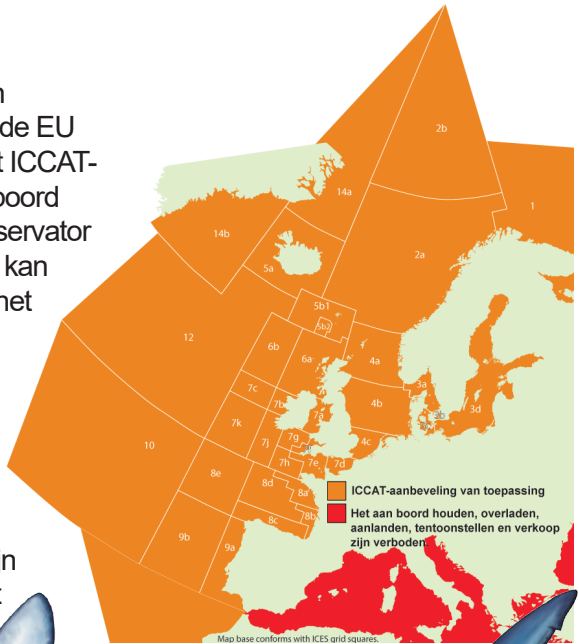 de EU
ICCAT-
boord
servator
kan
het
ijn
2b
1
14a
14b
2a
5a
5b1
5b2
12
6b
6a
4a
3a
7c
7b
7a
4b
3d
10
7k
7j
7g
4c
7h
7e
7d
8e
8d
8a
8b
8c
9b
9a
ICCAT-aanbeveling van toepassing
Het aan boord houden, overladen,
aanlanden, tentoonstellen en verkoop
zijn verboden.
Map base conforms with ICES grid squares.